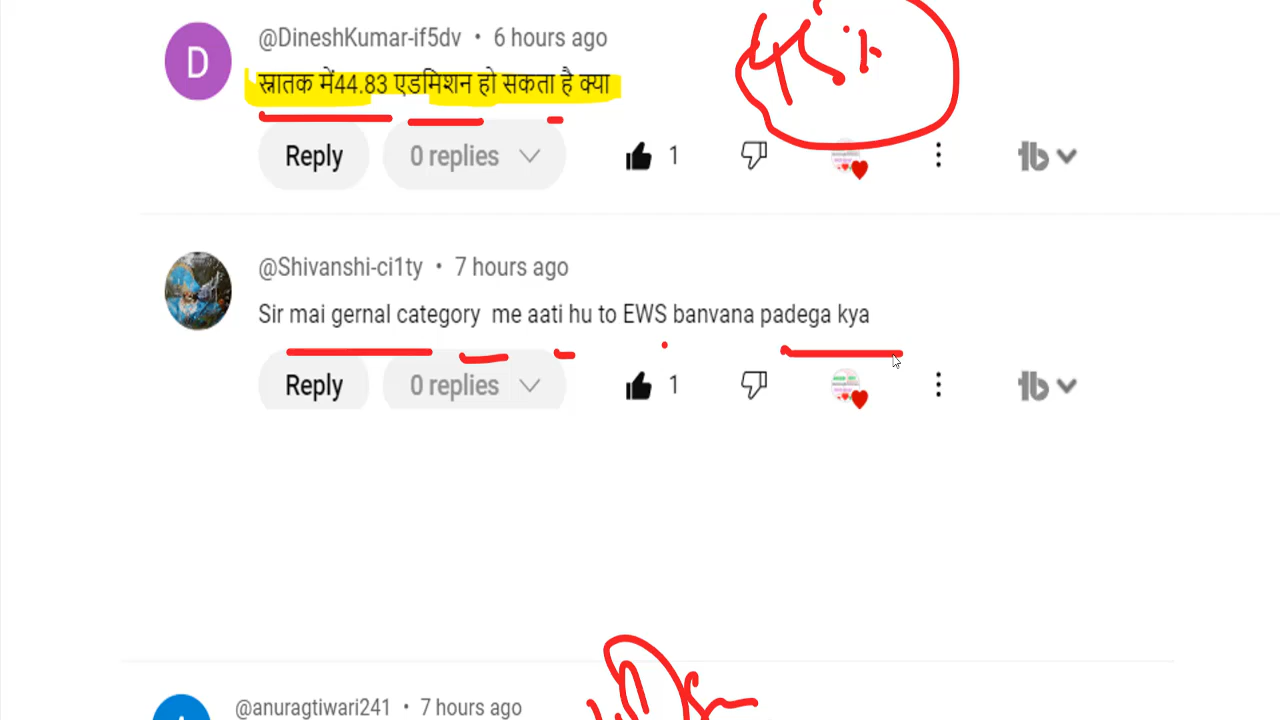 @DineshKumar-if5dv • 6 hours ago
45%
D
स्नातक में44.83 एडमिशन हो सकता है क्या
Reply 0 replies 1
@Shivanshi-ci1ty • 7 hours ago
Sir mai gernal category me aati hu to EWS banvana padega kya
Reply 0 replies 1
@anuragtiwari241 • 7 hours ago